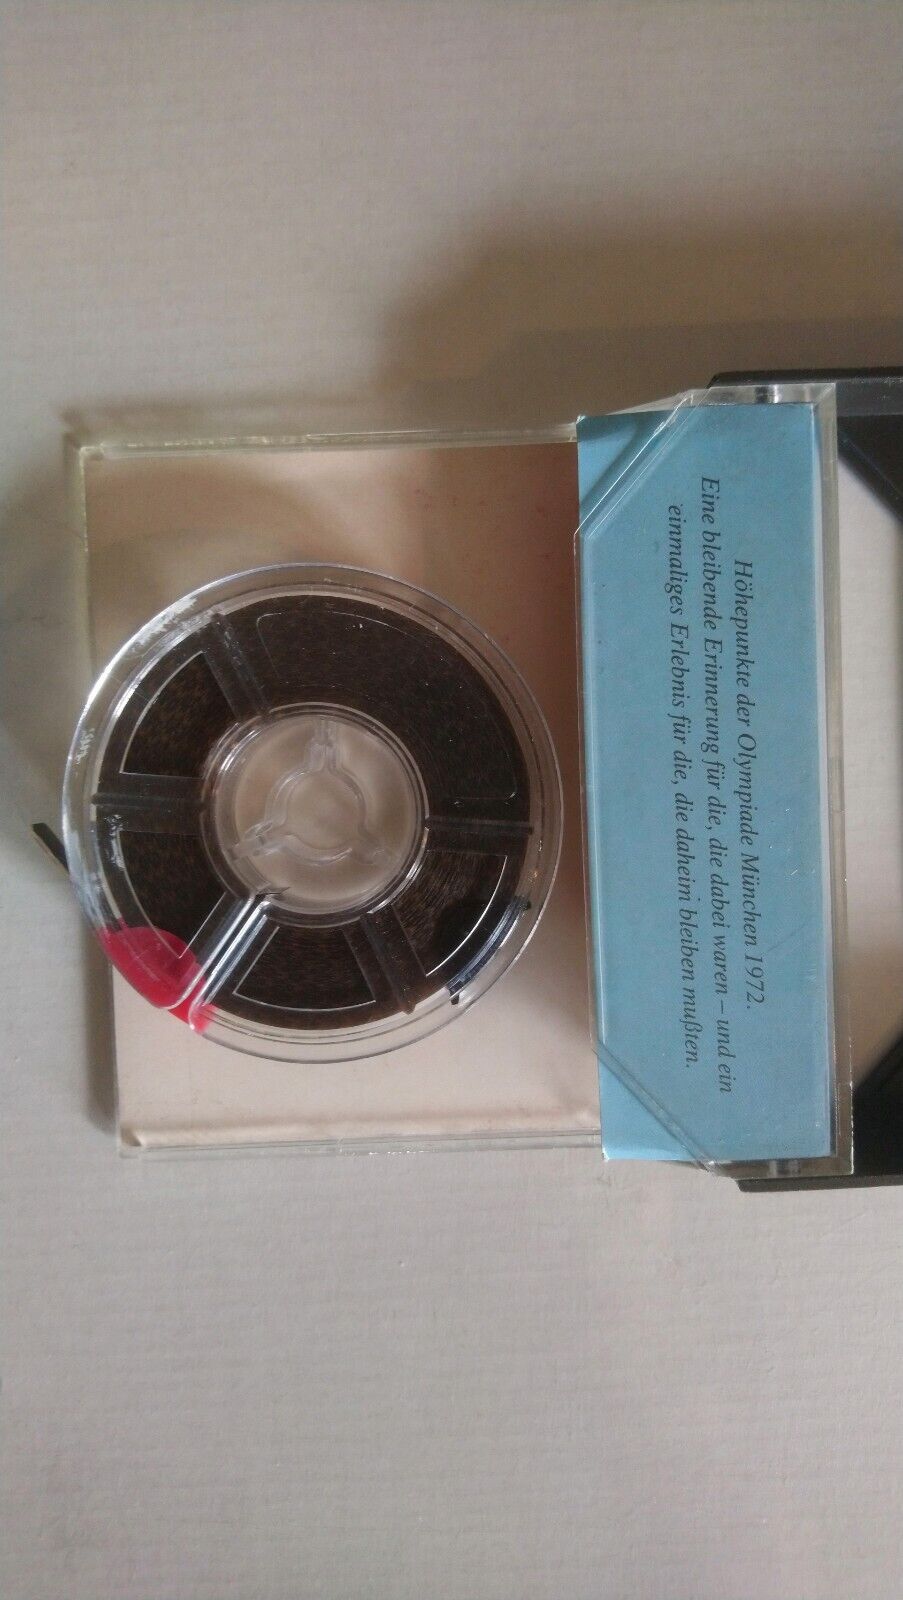 Höhepunkte der Olympiade München 1972.
Eine bleibende Erinnerung für die, die dabei waren – und ein
einmaliges Erlebnis für die, die daheim bleiben mußten.